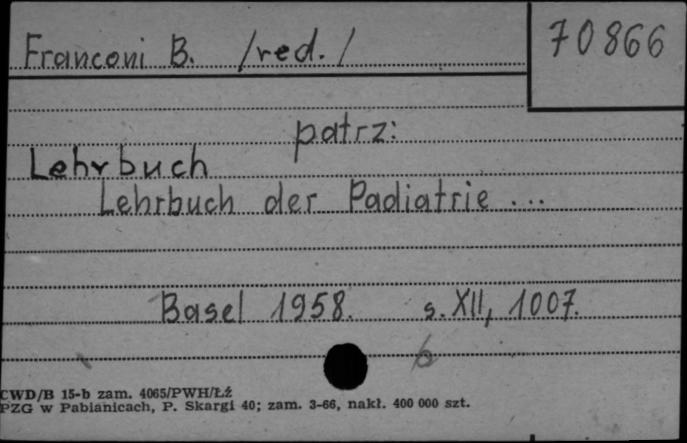 Franconi B. /red./
70866
patrz:
Lehrbuch
Lehrbuch der Padiatrie ...
Basel 1958. s. XII, 1007.
b
CWD/B 15-b zam. 4065/PWH/Łź
PZG w Pabianicach, P. Skargi 40; zam. 3-66, nakł. 400 000 szt.